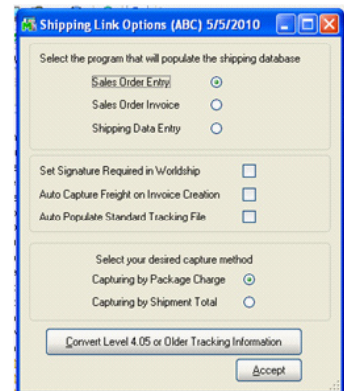 Shipping Link Options (ABC) 5/5/2010
Select the program that will populate the shipping database
Sales Order Entry
Sales Order Invoice
Shipping Data Entry
Set Signature Required in Worldship
Auto Capture Freight on Invoice Creation
Auto Populate Standard Tracking File
Select your desired capture method
Capturing by Package Charge
Capturing by Shipment Total
Convert Level 4.05 or Older Tracking Information
Accept